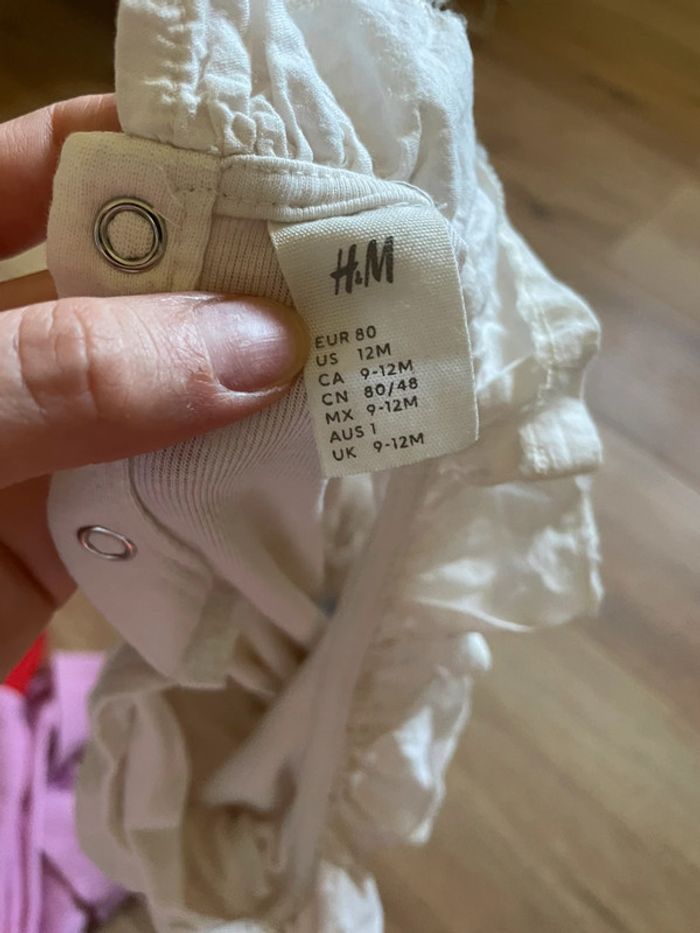 H&M
EUR 80
US 12M
CA 9-12M
CN 80/48
MX 9-12M
AUS 1
UK 9-12M